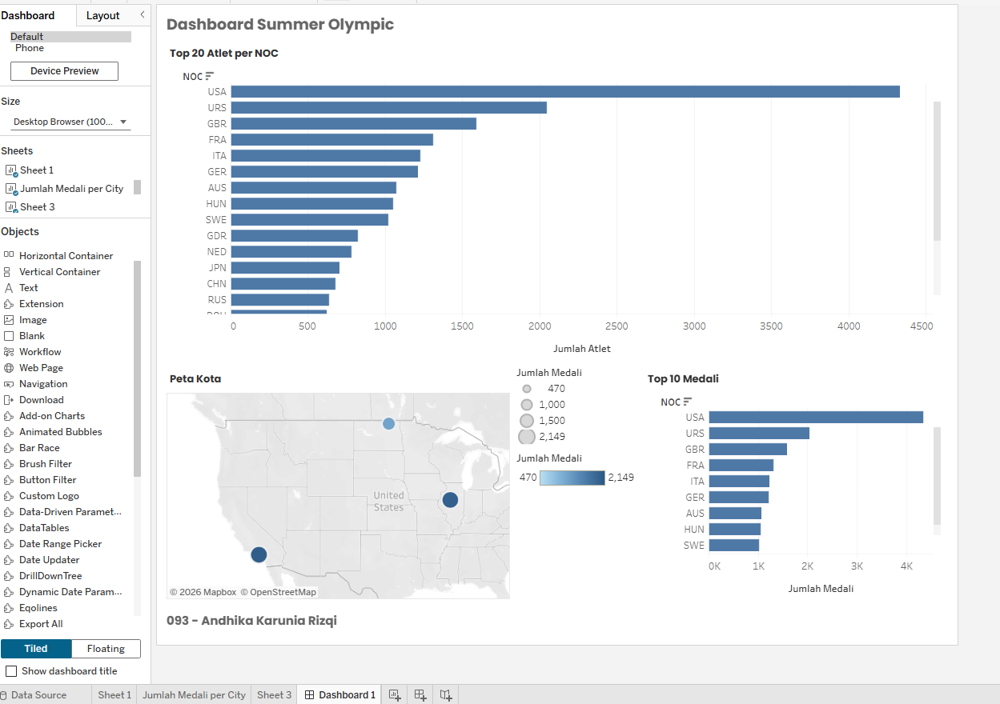 Dashboard
Layout
Default
Phone
Device Preview
Size
Desktop Browser (100...
Sheets
Sheet 1
Jumlah Medali per City
Sheet 3
Objects
Horizontal Container
Vertical Container
Text
Extension
Image
Blank
Workflow
Web Page
Navigation
Download
Add-on Charts
Animated Bubbles
Bar Race
Brush Filter
Button Filter
Custom Logo
Data-Driven Paramet...
DataTables
Date Range Picker
Date Updater
DrillDownTree
Dynamic Date Param...
Eqolines
Export All
Tiled
Floating
Show dashboard title
Dashboard Summer Olympic
Top 20 Atlet per NOC
NOC
USA
URS
GBR
FRA
ITA
GER
AUS
HUN
SWE
GDR
NED
JPN
CHN
RUS
0 500 1000 1500 2000 2500 3000 3500 4000 4500
Jumlah Atlet
Peta Kota
United
States
© 2026 Mapbox © OpenStreetMap
Jumlah Medali
470
1,000
1,500
2,149
Jumlah Medali
470 2,149
Top 10 Medali
NOC
USA
URS
GBR
FRA
ITA
GER
AUS
HUN
SWE
0K 1K 2K 3K 4K
Jumlah Medali
093 - Andhika Karunia Rizqi
Data Source
Sheet 1
Jumlah Medali per City
Sheet 3
Dashboard 1